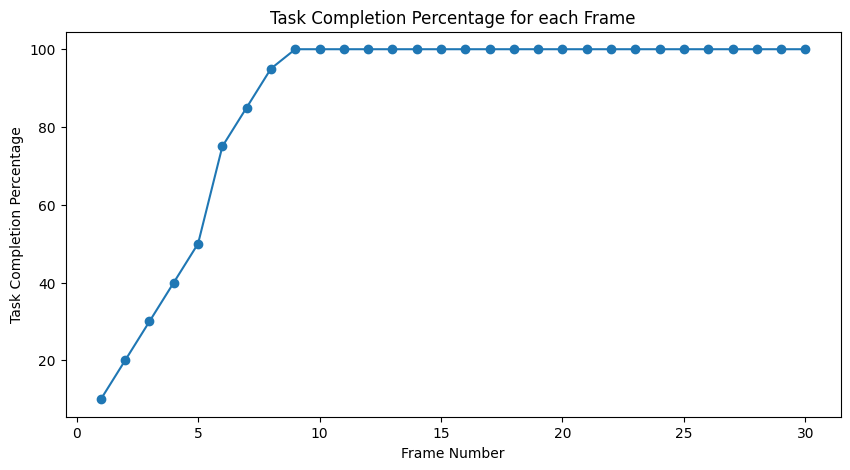 Task Completion Percentage for each Frame
Task Completion Percentage
100
80
60
40
20
0 5 10 15 20 25 30
Frame Number